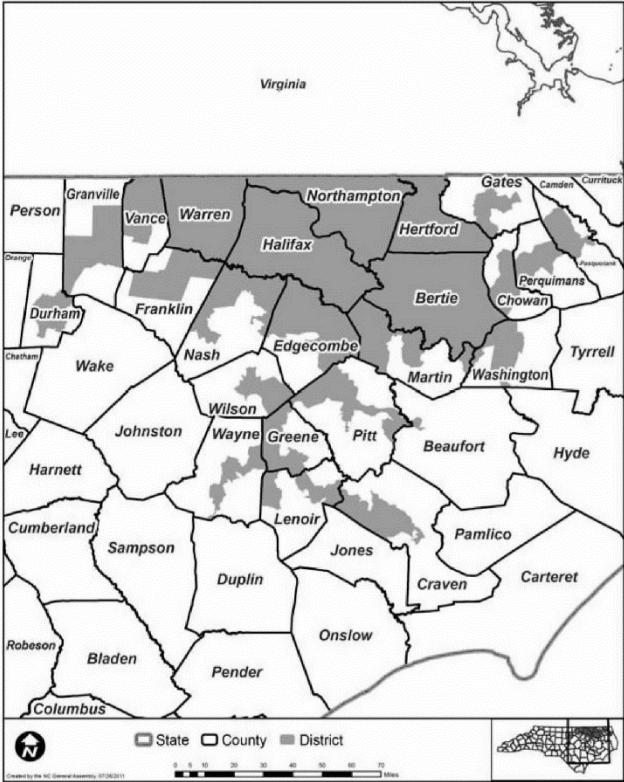 Virginia
Currituck
Granville
Gates
Camden
Person
Vance
Warren
Northampton
Hertford
Halifax
Orange
Pasquotank
Perquimans
Bertie
Chowan
Durham
Franklin
Nash
Edgecombe
Chatham
Wake
Martin
Washington
Tyrrell
Wilson
Lee
Johnston
Wayne
Greene
Pitt
Beaufort
Hyde
Harnett
Lenoir
Cumberland
Sampson
Pamlico
Jones
Duplin
Craven
Carteret
Onslow
Robeson
Bladen
Pender
Columbus
N
State County District
Created by the NC General Assembly, 07/28/2011
0 5 10 20 30 40 50 60 70
Miles